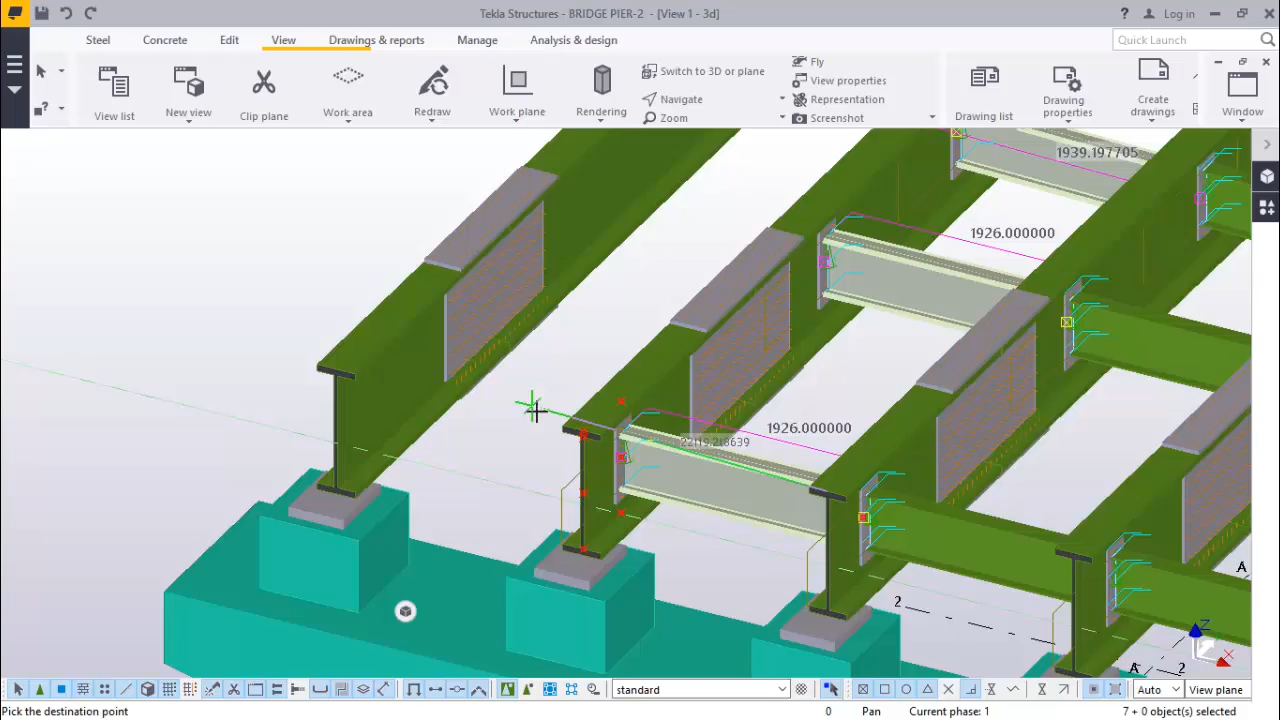 Tekla Structures - BRIDGE PIER-2 - [View 1 - 3d]
? Log in
Steel Concrete Edit View Drawings & reports Manage Analysis & design
Quick Launch
View list
New view
Clip plane
Work area
Redraw
Work plane
Rendering
Switch to 3D or plane
Navigate
Zoom
Fly
View properties
Representation
Screenshot
Drawing list
Drawing
properties
Create
drawings
Window
1939.197705
1926.000000
1926.000000
2
A
Z
X
A 2
standard
Auto
View plane
Pick the destination point
0
Pan
Current phase: 1
7 + 0 object(s) selected